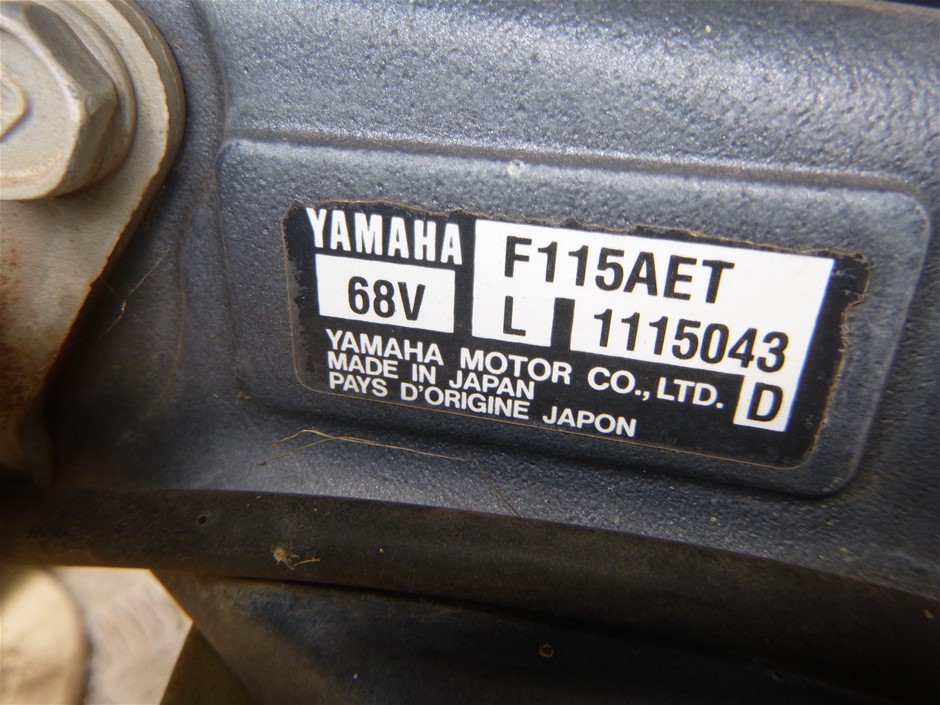 YAMAHA F115AET
68V L 1115043
YAMAHA MOTOR CO., LTD.
MADE IN JAPAN D
PAYS D'ORIGINE JAPON